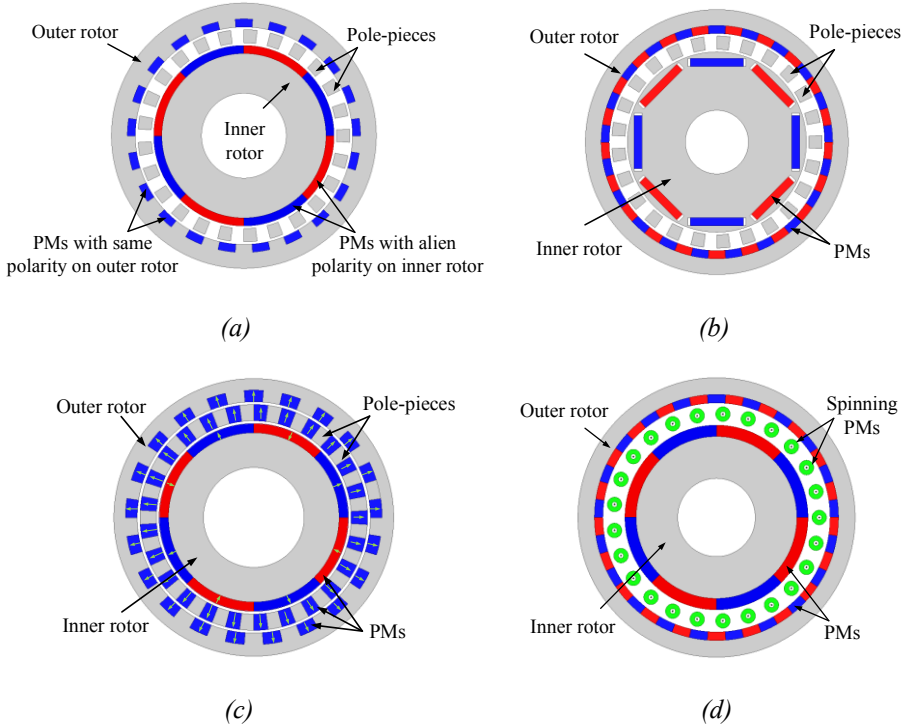 Outer rotor
Pole-pieces
Inner
rotor
PMs with same
polarity on outer rotor
PMs with alien
polarity on inner rotor
(a)
Outer rotor
Pole-pieces
Inner rotor
PMs
(b)
Outer rotor
Pole-pieces
Inner rotor
PMs
(c)
Outer rotor
Spinning
PMs
Inner rotor
PMs
(d)